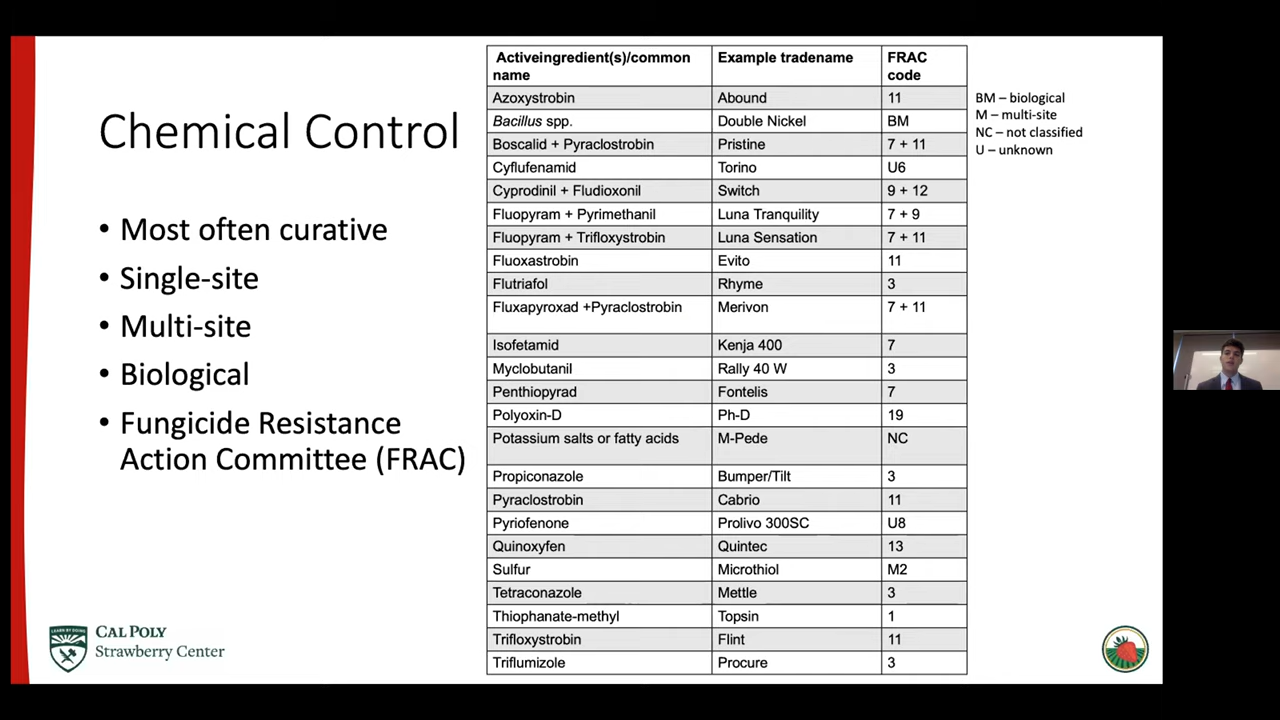 Chemical Control
• Most often curative
• Single-site
• Multi-site
• Biological
• Fungicide Resistance
Action Committee (FRAC)
Activeingredient(s)/common name Example tradename FRAC code
Azoxystrobin Abound 11
Bacillus spp. Double Nickel BM
Boscalid + Pyraclostrobin Pristine 7 + 11
Cyflufenamid Torino U6
Cyprodinil + Fludioxonil Switch 9 + 12
Fluopyram + Pyrimethanil Luna Tranquility 7 + 9
Fluopyram + Trifloxystrobin Luna Sensation 7 + 11
Fluoxastrobin Evito 11
Flutriafol Rhyme 3
Fluxapyroxad +Pyraclostrobin Merivon 7 + 11
Isofetamid Kenja 400 7
Myclobutanil Rally 40 W 3
Penthiopyrad Fontelis 7
Polyoxin-D Ph-D 19
Potassium salts or fatty acids M-Pede NC
Propiconazole Bumper/Tilt 3
Pyraclostrobin Cabrio 11
Pyriofenone Prolivo 300SC U8
Quinoxyfen Quintec 13
Sulfur Microthiol M2
Tetraconazole Mettle 3
Thiophanate-methyl Topsin 1
Trifloxystrobin Flint 11
Triflumizole Procure 3
BM – biological
M – multi-site
NC – not classified
U – unknown
CAL POLY
Strawberry Center